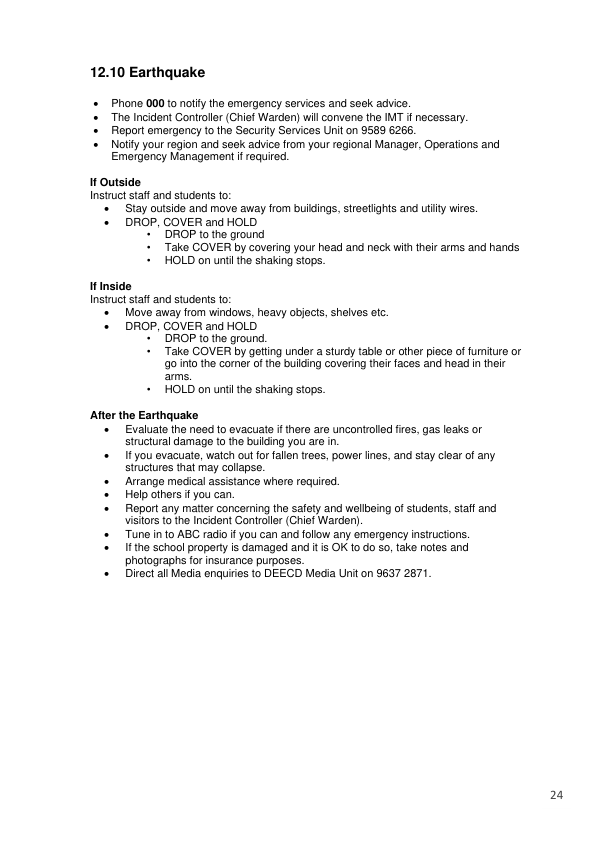 12.10 Earthquake
• Phone 000 to notify the emergency services and seek advice.
• The Incident Controller (Chief Warden) will convene the IMT if necessary.
• Report emergency to the Security Services Unit on 9589 6266.
• Notify your region and seek advice from your regional Manager, Operations and
Emergency Management if required.
If Outside
Instruct staff and students to:
• Stay outside and move away from buildings, streetlights and utility wires.
• DROP, COVER and HOLD
• DROP to the ground
• Take COVER by covering your head and neck with their arms and hands
• HOLD on until the shaking stops.
If Inside
Instruct staff and students to:
• Move away from windows, heavy objects, shelves etc.
• DROP, COVER and HOLD
• DROP to the ground.
• Take COVER by getting under a sturdy table or other piece of furniture or
go into the corner of the building covering their faces and head in their
arms.
• HOLD on until the shaking stops.
After the Earthquake
• Evaluate the need to evacuate if there are uncontrolled fires, gas leaks or
structural damage to the building you are in.
• If you evacuate, watch out for fallen trees, power lines, and stay clear of any
structures that may collapse.
• Arrange medical assistance where required.
• Help others if you can.
• Report any matter concerning the safety and wellbeing of students, staff and
visitors to the Incident Controller (Chief Warden).
• Tune in to ABC radio if you can and follow any emergency instructions.
• If the school property is damaged and it is OK to do so, take notes and
photographs for insurance purposes.
• Direct all Media enquiries to DEECD Media Unit on 9637 2871.
24